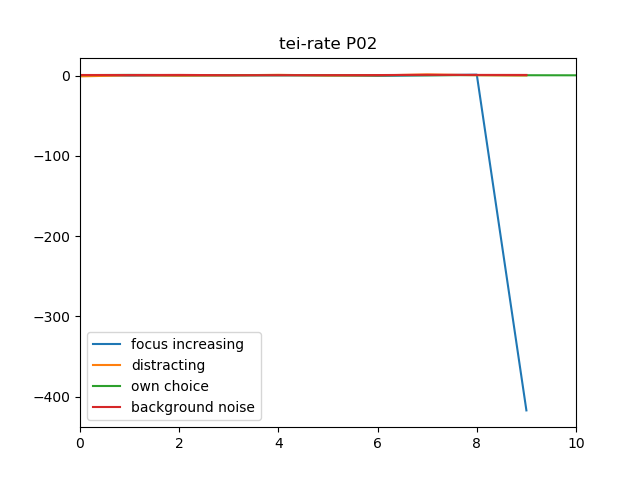 tei-rate P02
0
−100
−200
−300
−400
focus increasing
distracting
own choice
background noise
0 2 4 6 8 10